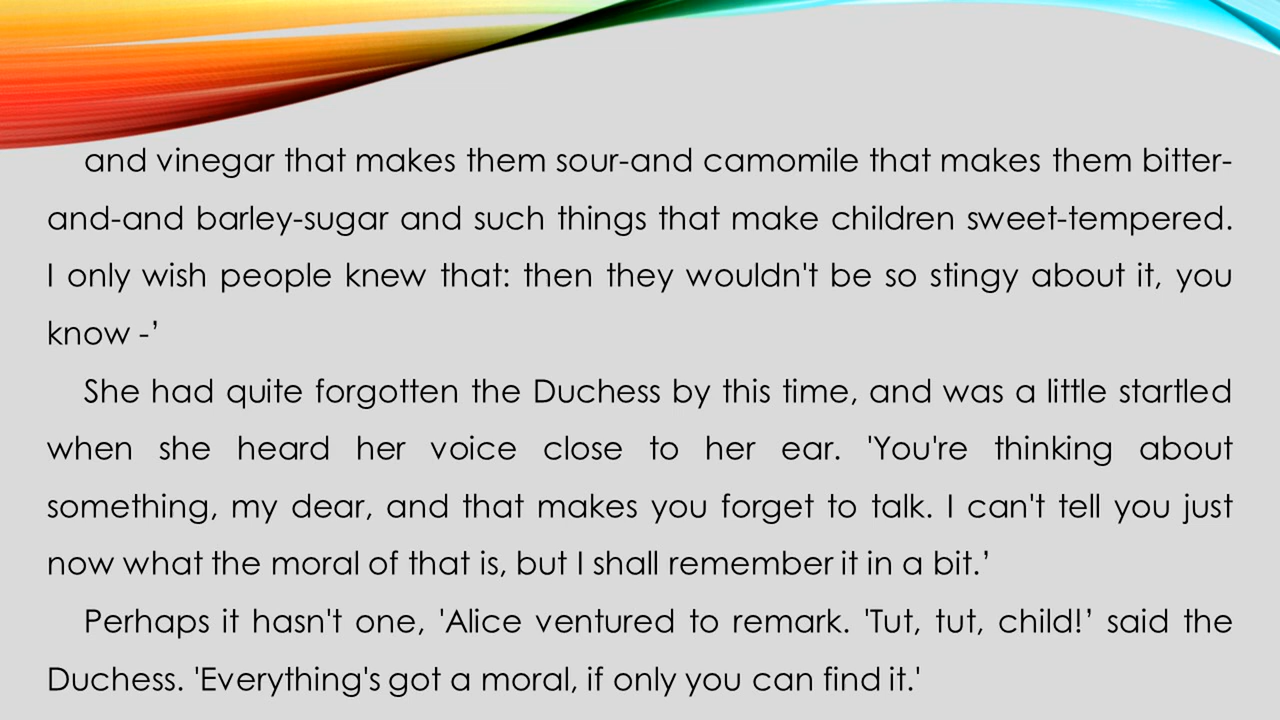 and vinegar that makes them sour-and camomile that makes them bitter-
and-and barley-sugar and such things that make children sweet-tempered.
I only wish people knew that: then they wouldn't be so stingy about it, you
know -’
She had quite forgotten the Duchess by this time, and was a little startled
when she heard her voice close to her ear. 'You're thinking about
something, my dear, and that makes you forget to talk. I can't tell you just
now what the moral of that is, but I shall remember it in a bit.’
Perhaps it hasn't one, 'Alice ventured to remark. 'Tut, tut, child!’ said the
Duchess. 'Everything's got a moral, if only you can find it.'